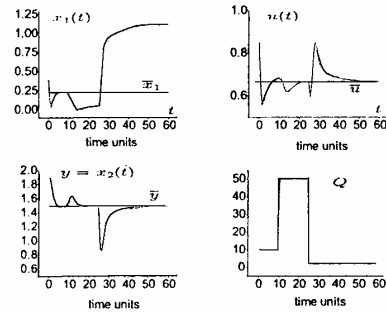 x₁(t)
1.25
1.00
0.75
0.50
0.25
0.00
x̄₁
t
0 10 20 30 40 50 60
time units
u(t)
1.0
0.8
0.6
ū
t
0 10 20 30 40 50 60
time units
y = x₂(t)
2.0
1.8
1.6
1.4
1.2
1.0
0.8
0.6
ȳ
0 10 20 30 40 50 60
time units
Q
50
40
30
20
10
0
0 10 20 30 40 50 60
time units